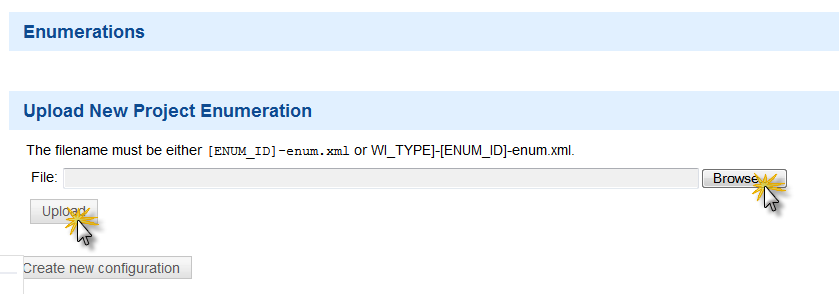 Enumerations
Upload New Project Enumeration
The filename must be either [ENUM_ID]-enum.xml or WI_TYPE]-[ENUM_ID]-enum.xml.
File: Browse
Upload
Create new configuration